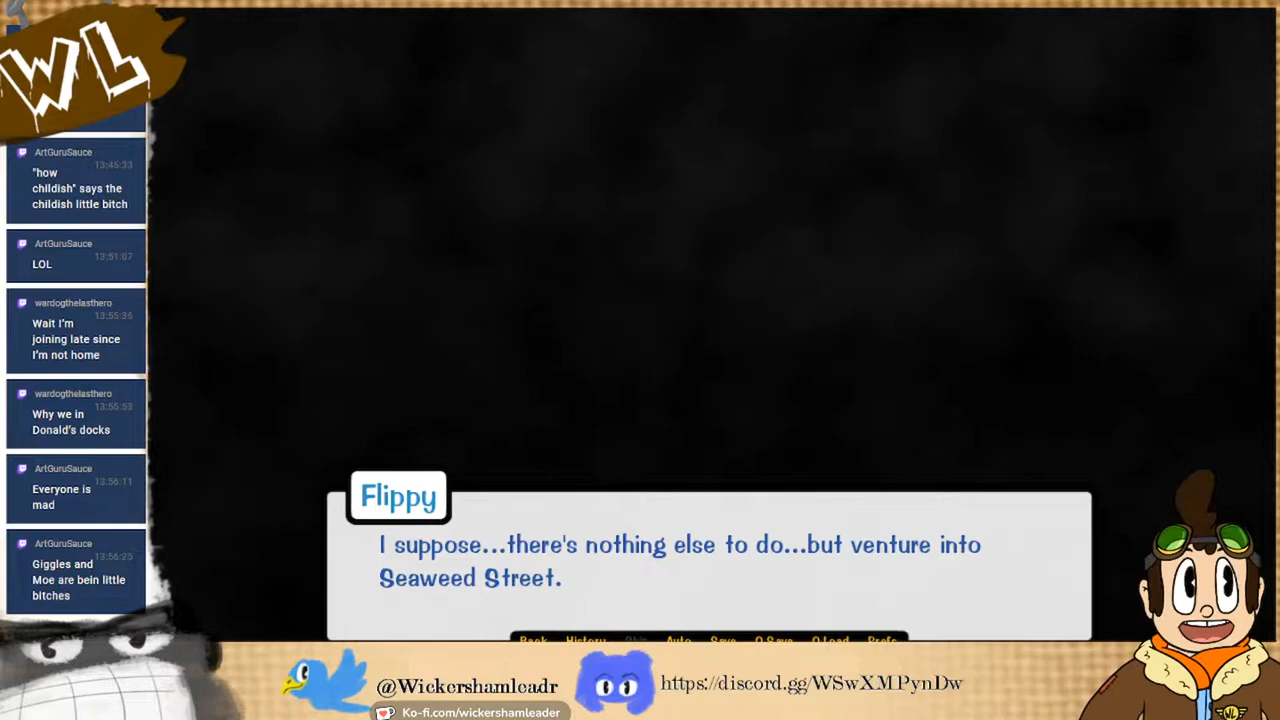 WL
ArtGuruSauce
13:45:33
"how
childish" says the
childish little bitch
ArtGuruSauce
13:51:07
LOL
wardogthelasthero
13:55:36
Wait I'm
joining late since
I'm not home
wardogthelasthero
13:55:53
Why we in
Donald's docks
ArtGuruSauce
13:56:11
Everyone is
mad
ArtGuruSauce
13:56:25
Giggles and
Moe are bein little
bitches
Flippy
I suppose...there's nothing else to do...but venture into
Seaweed Street.
Back History Skip Auto Save Q.Save Q.Load Prefs
@Wickershamleadr
https://discord.gg/WSwXMPynDw
Ko-fi.com/wickershamleader
WL